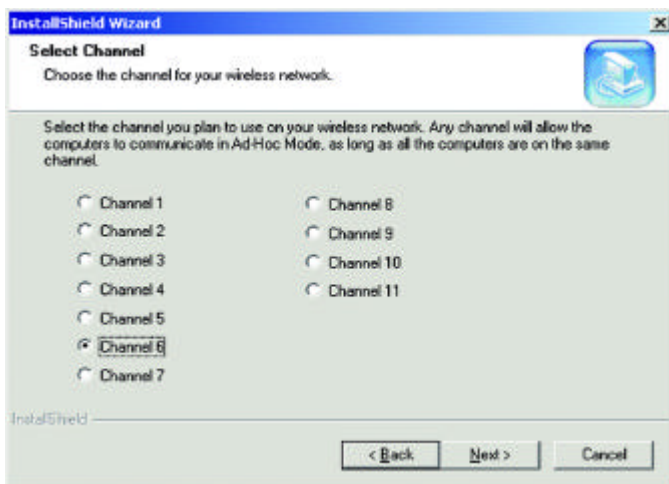 InstallShield Wizard
Select Channel
Choose the channel for your wireless network.
Select the channel you plan to use on your wireless network. Any channel will allow the
computers to communicate in Ad-Hoc Mode, as long as all the computers are on the same
channel.
Channel 1
Channel 2
Channel 3
Channel 4
Channel 5
Channel 6
Channel 7
Channel 8
Channel 9
Channel 10
Channel 11
InstallShield
< Back
Next >
Cancel